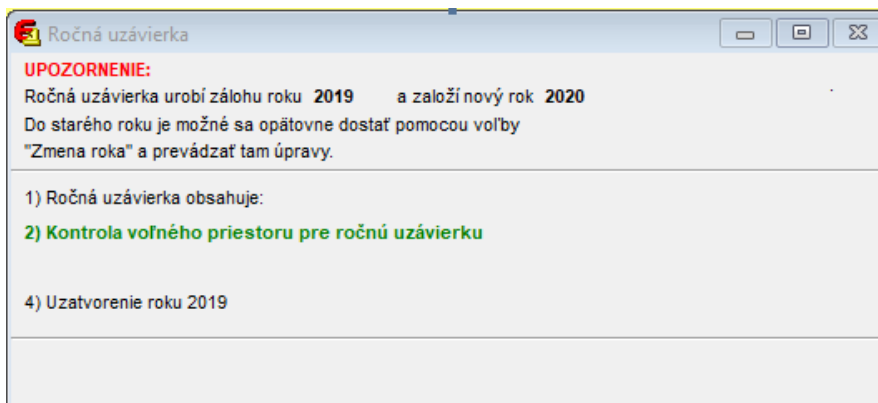 Ročná uzávierka
UPOZORNENIE:
Ročná uzávierka urobí zálohu roku 2019 a založí nový rok 2020
Do starého roku je možné sa opätovne dostať pomocou voľby
"Zmena roka" a prevádzať tam úpravy.
1) Ročná uzávierka obsahuje:
2) Kontrola voľného priestoru pre ročnú uzávierku
4) Uzatvorenie roku 2019